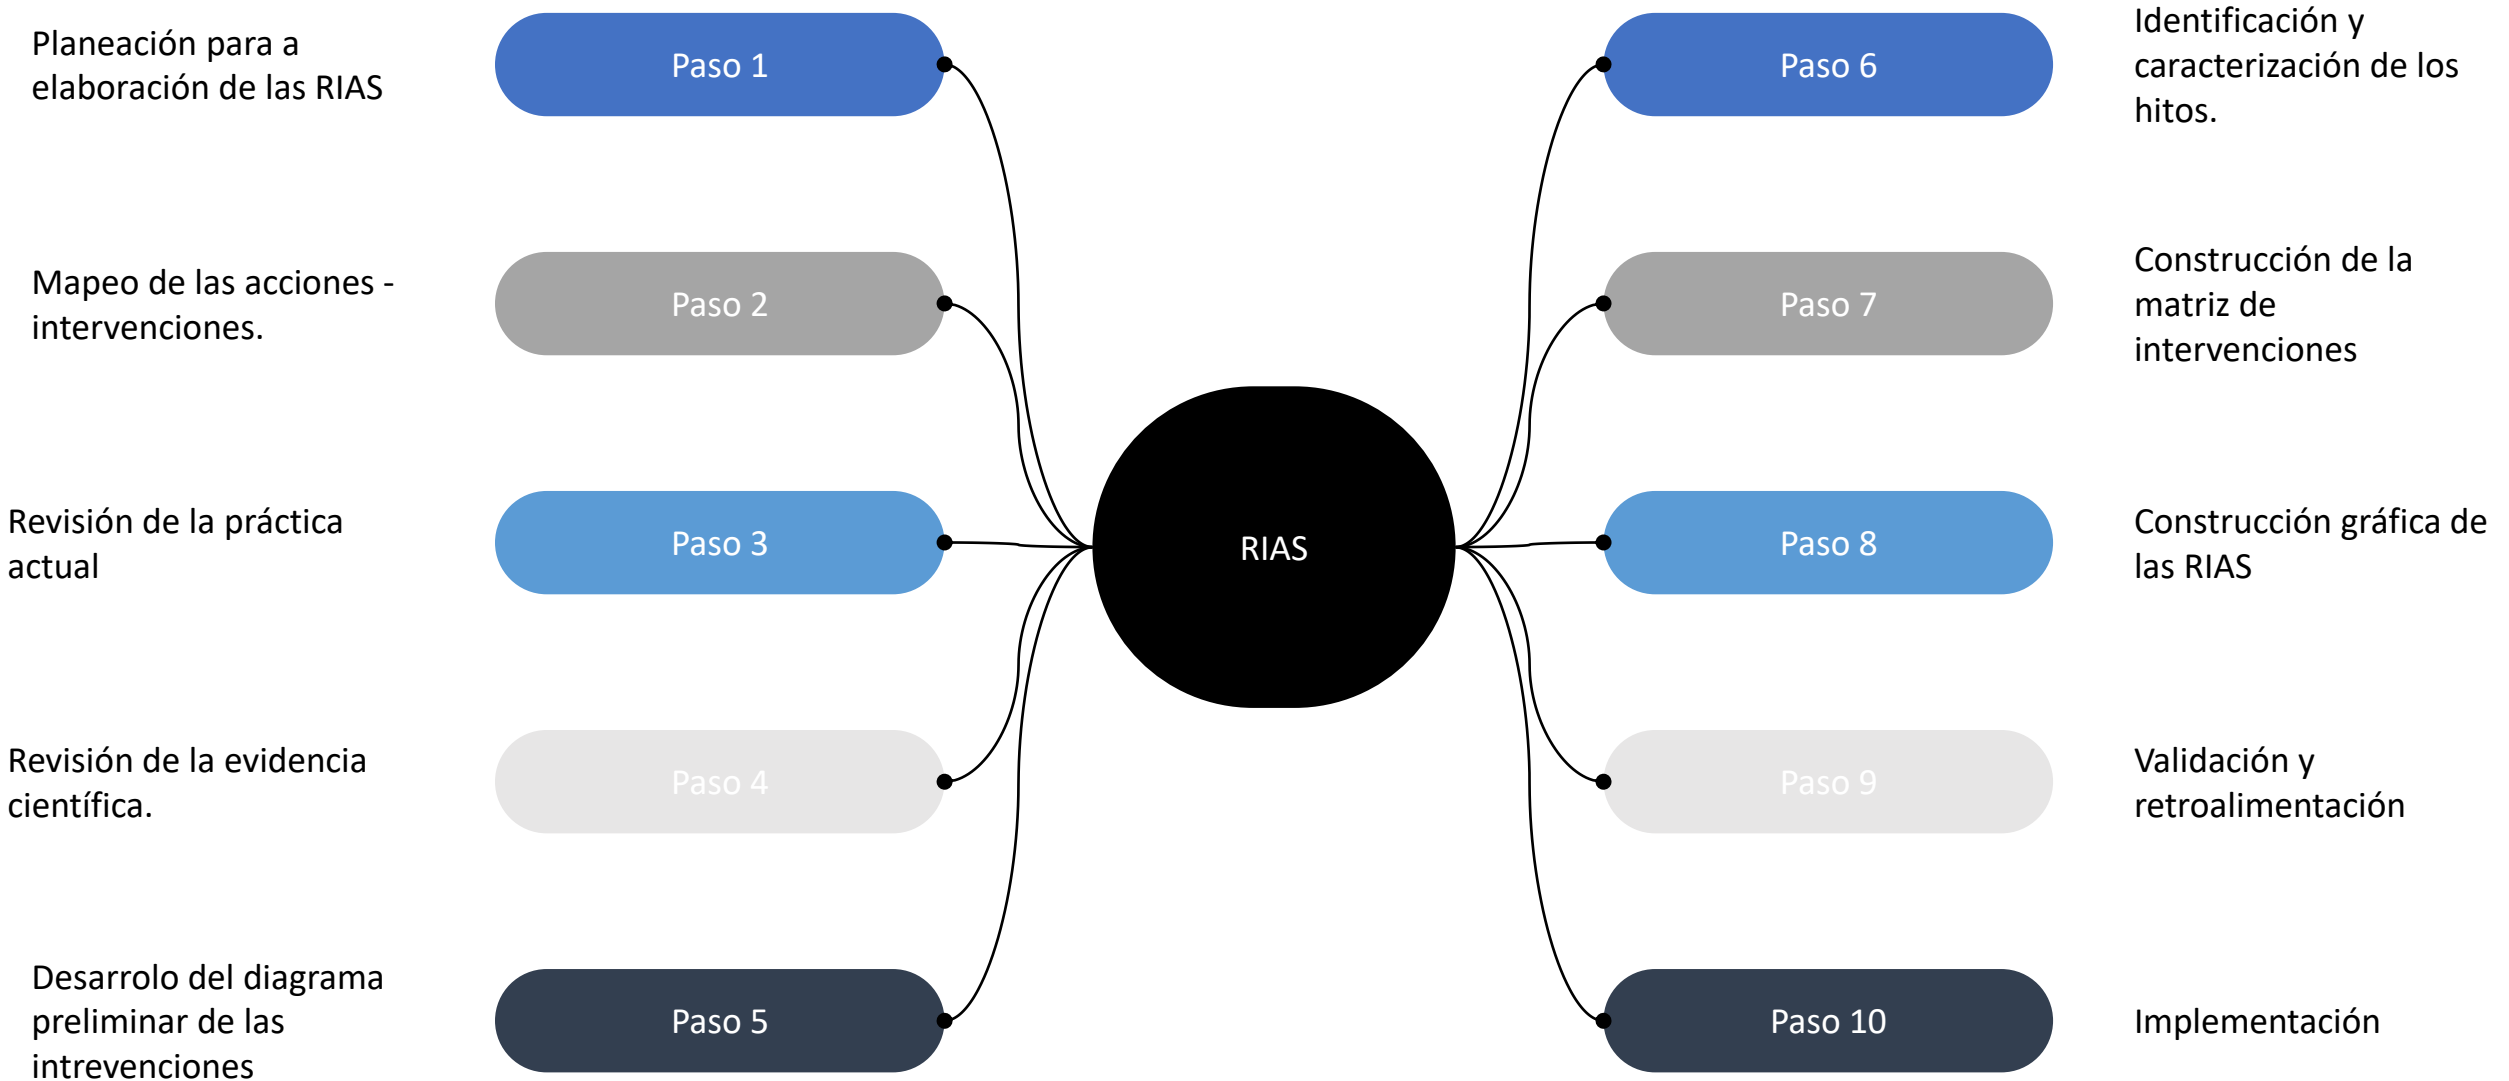 Planeación para a
elaboración de las RIAS
Paso 1
Mapeo de las acciones -
intervenciones.
Paso 2
Revisión de la práctica
actual
Paso 3
Revisión de la evidencia
científica.
Paso 4
Desarrolo del diagrama
preliminar de las
intrevenciones
Paso 5
RIAS
Paso 6
Identificación y
caracterización de los
hitos.
Paso 7
Construcción de la
matriz de
intervenciones
Paso 8
Construcción gráfica de
las RIAS
Paso 9
Validación y
retroalimentación
Paso 10
Implementación